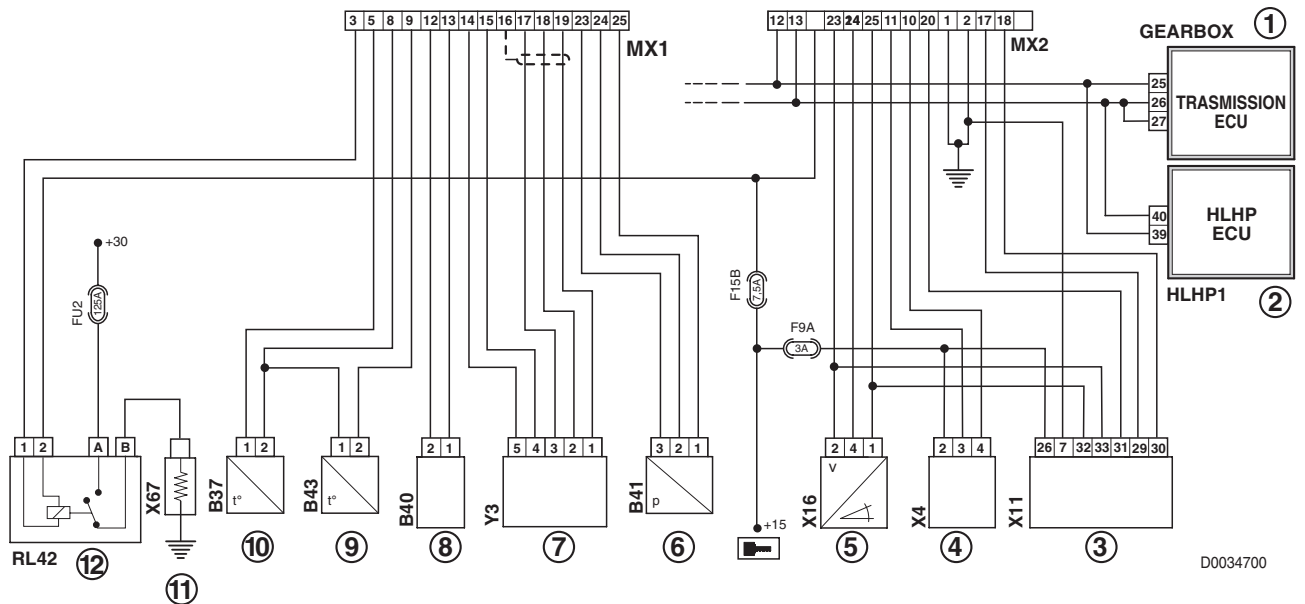 3 5 8 9 12 13 14 15 16 17 18 19 23 24 25
MX1
12 13 23 24 25 11 10 20 1 2 17 18
MX2
GEARBOX
1
25
26
27
TRASMISSION
ECU
40
39
HLHP
ECU
HLHP1
2
+30
FU2
125A
F15B
7,5A
F9A
3A
+15
1 2 A B
RL42
12
X67
11
1 2
B37
t°
10
1 2
B43
t°
9
2 1
B40
8
5 4 3 2 1
Y3
7
3 2 1
B41
p
6
2 4 1
X16
V
5
2 3 4
X4
4
26 7 32 33 31 29 30
X11
3
D0034700